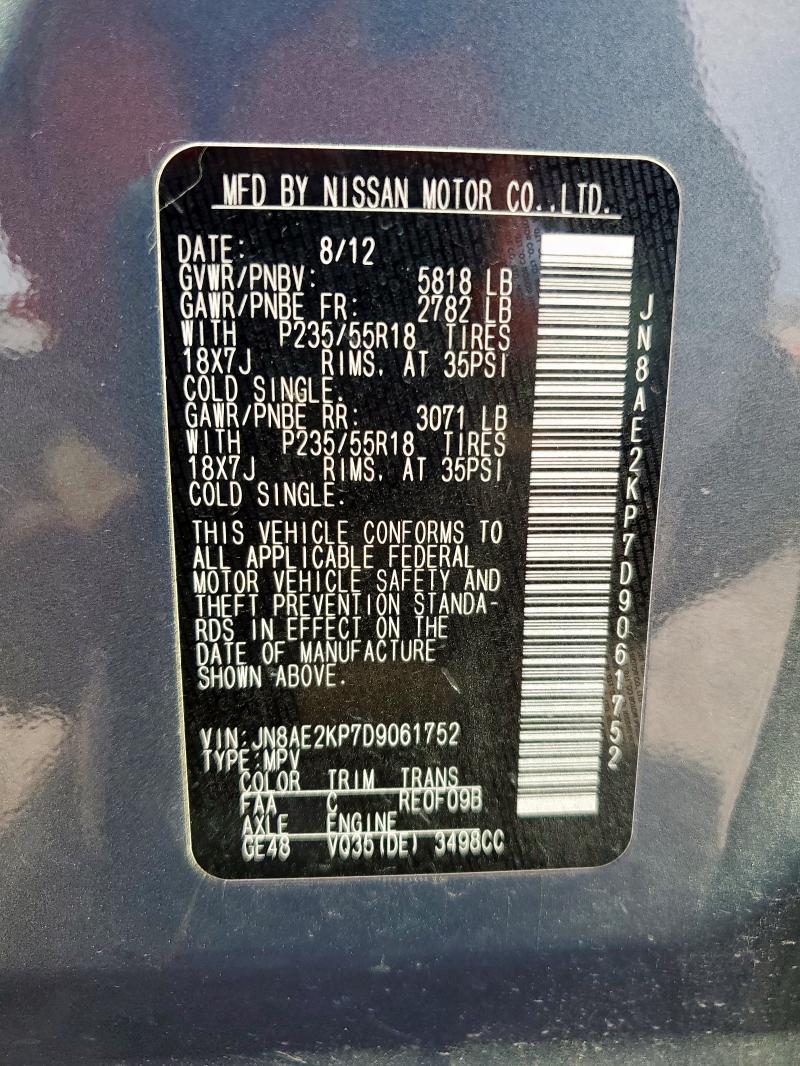 MFD BY NISSAN MOTOR CO.,LTD.
DATE: 8/12
GVWR/PNBV: 5818 LB
GAWR/PNBE FR: 2782 LB
WITH P235/55R18 TIRES
18X7J RIMS, AT 35PSI
COLD SINGLE.
GAWR/PNBE RR: 3071 LB
WITH P235/55R18 TIRES
18X7J RIMS, AT 35PSI
COLD SINGLE.
THIS VEHICLE CONFORMS TO
ALL APPLICABLE FEDERAL
MOTOR VEHICLE SAFETY AND
THEFT PREVENTION STANDA-
RDS IN EFFECT ON THE
DATE OF MANUFACTURE
SHOWN ABOVE.
VIN:JN8AE2KP7D9061752
TYPE:MPV
COLOR TRIM TRANS
FAA C RE0F09B
AXLE ENGINE
GE48 VQ35(DE) 3498CC
JN8AE2KP7D9061752